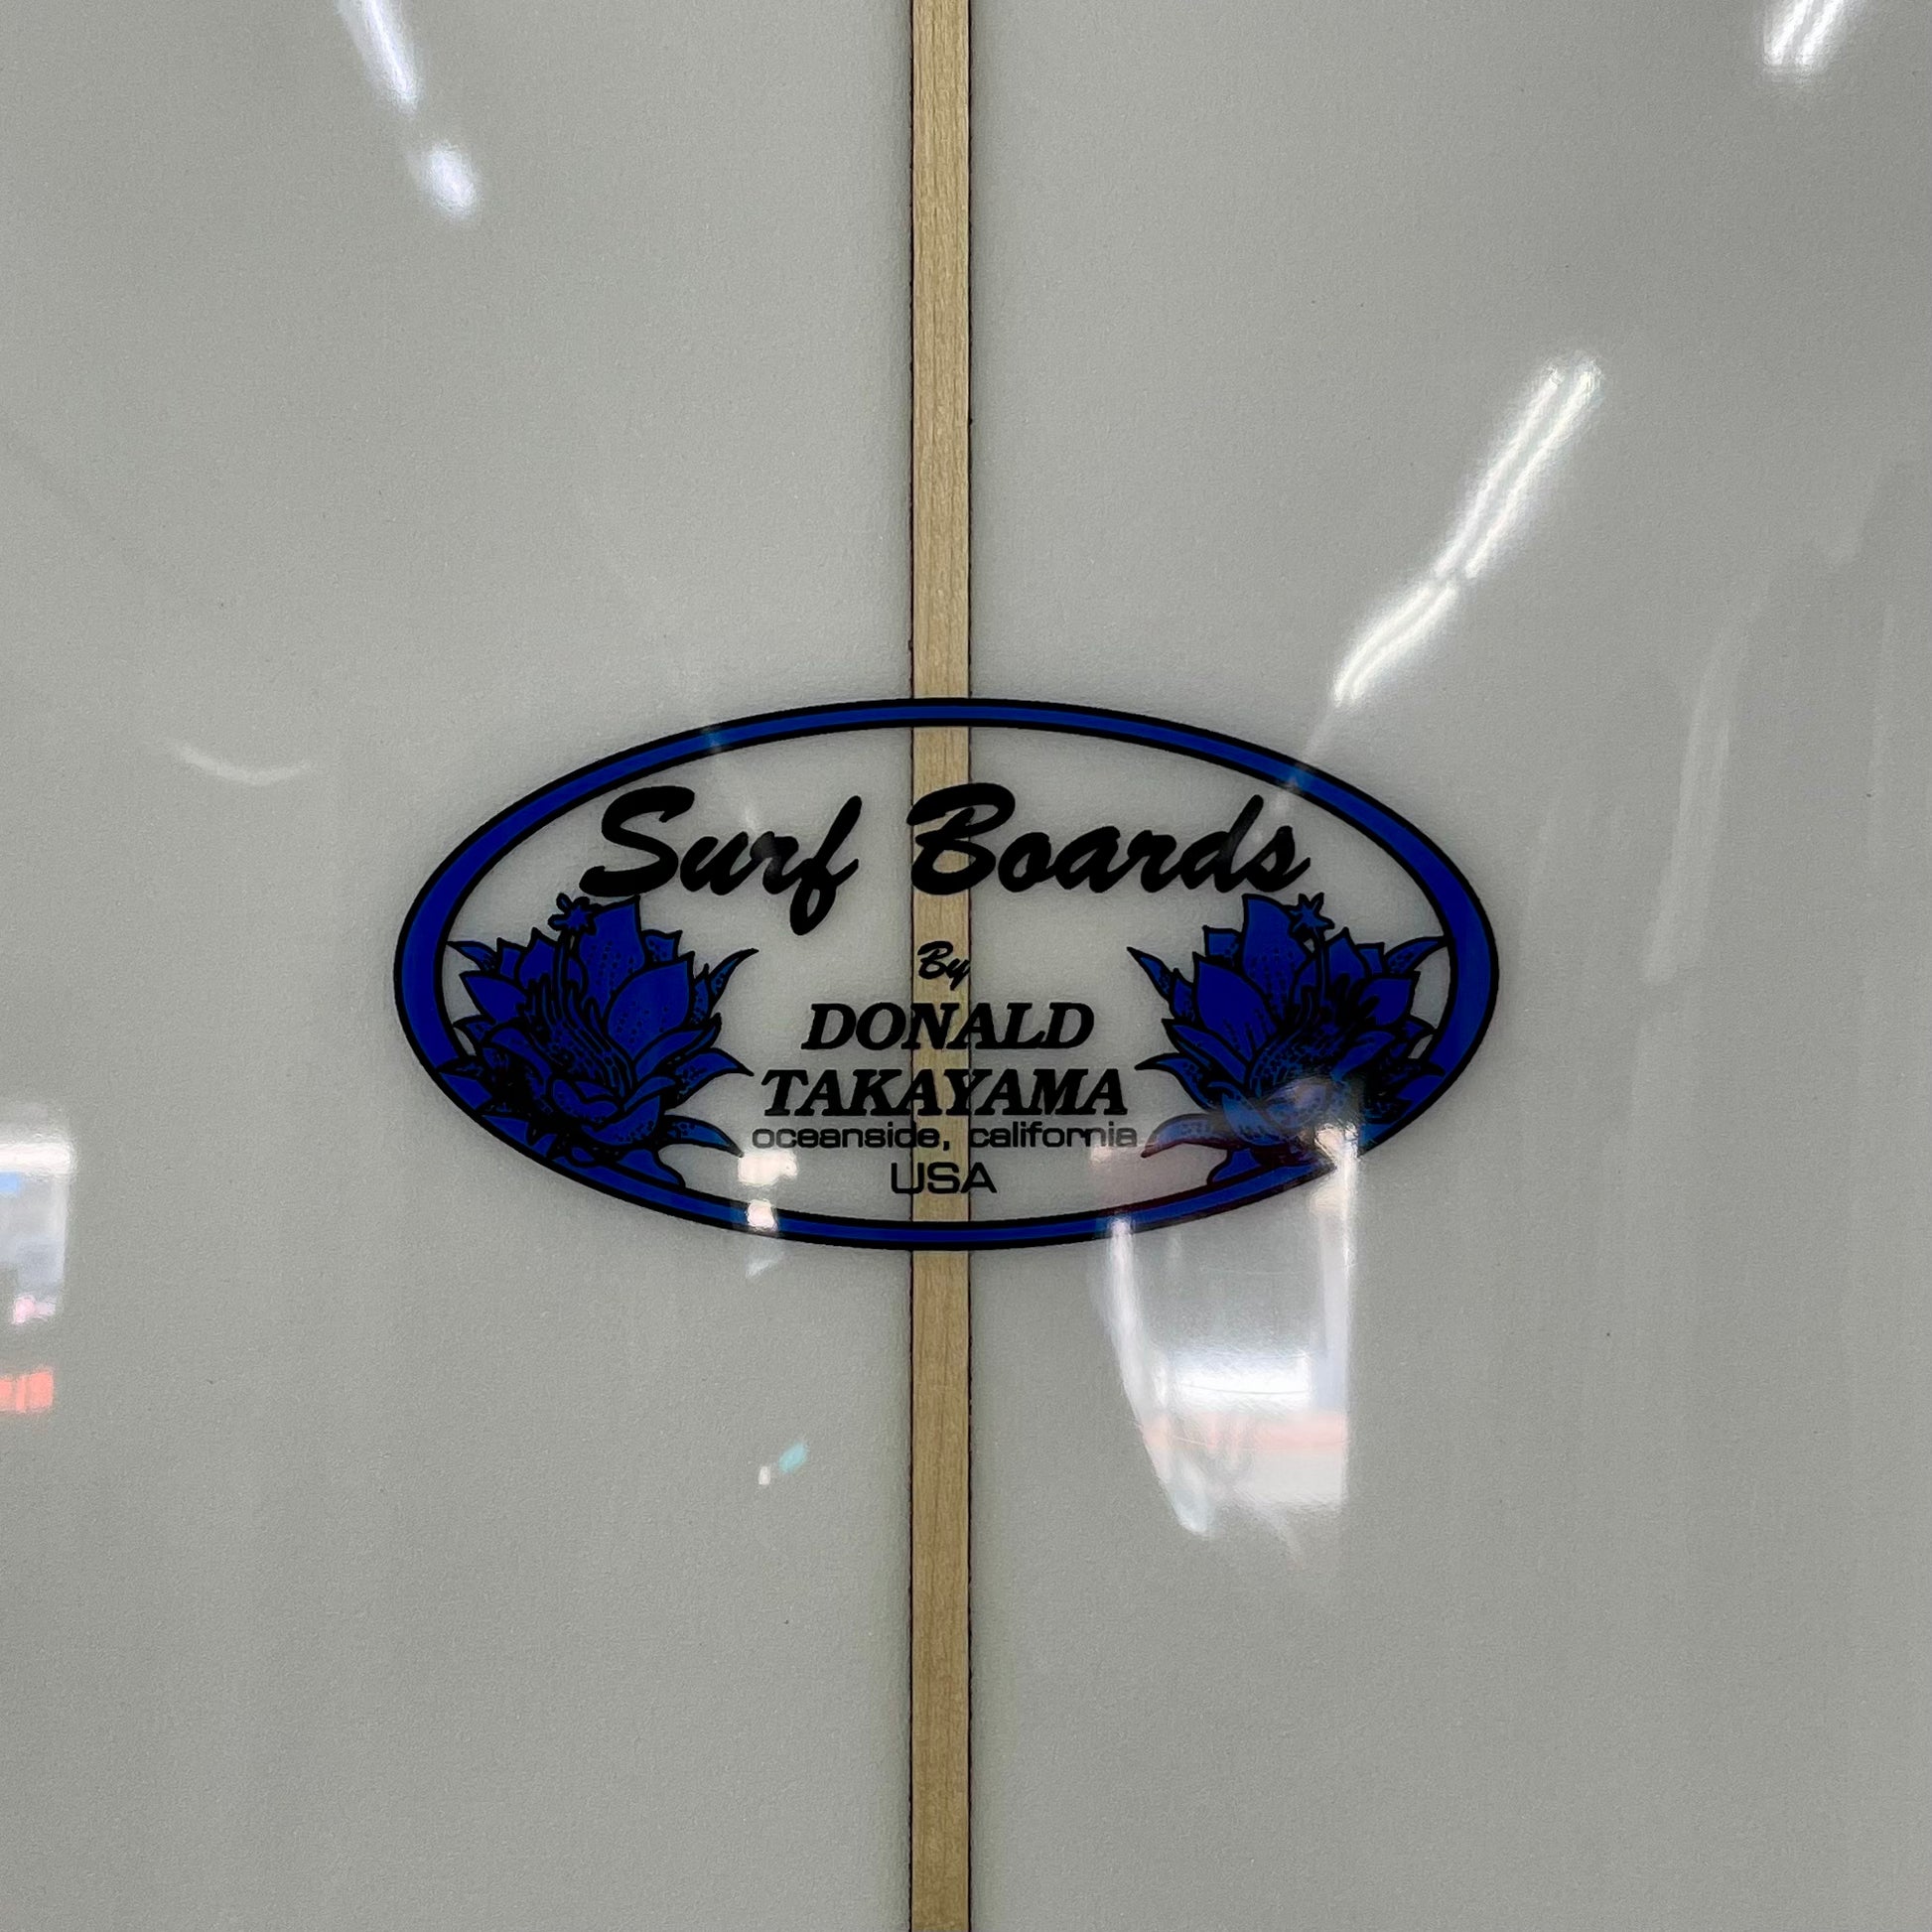 Surf Boards
By
DONALD
TAKAYAMA
oceanside, california
USA